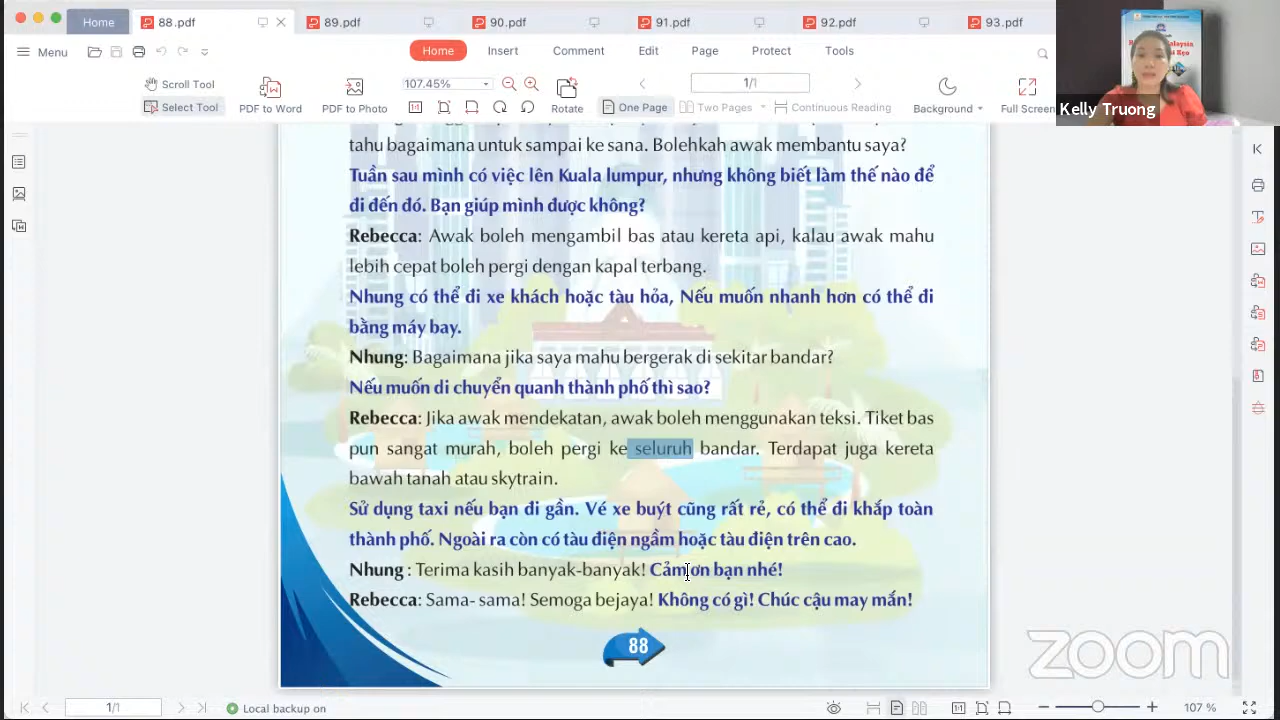 Home
88.pdf
89.pdf
90.pdf
91.pdf
92.pdf
93.pdf
Menu
Home
Insert
Comment
Edit
Page
Protect
Tools
Scroll Tool
Select Tool
PDF to Word
PDF to Photo
107.45%
Rotate
1/1
One Page
Two Pages
Continuous Reading
Background
Full Screen
Kelly Truong
tahu bagaimana untuk sampai ke sana. Bolehkah awak membantu saya?
Tuần sau mình có việc lên Kuala lumpur, nhưng không biết làm thế nào để
đi đến đó. Bạn giúp mình được không?
Rebecca: Awak boleh mengambil bas atau kereta api, kalau awak mahu
lebih cepat boleh pergi dengan kapal terbang.
Nhung có thể đi xe khách hoặc tàu hỏa, Nếu muốn nhanh hơn có thể đi
bằng máy bay.
Nhung: Bagaimana jika saya mahu bergerak di sekitar bandar?
Nếu muốn di chuyển quanh thành phố thì sao?
Rebecca: Jika awak mendekatan, awak boleh menggunakan teksi. Tiket bas
pun sangat murah, boleh pergi ke seluruh bandar. Terdapat juga kereta
bawah tanah atau skytrain.
Sử dụng taxi nếu bạn đi gần. Vé xe buýt cũng rất rẻ, có thể đi khắp toàn
thành phố. Ngoài ra còn có tàu điện ngầm hoặc tàu điện trên cao.
Nhung : Terima kasih banyak-banyak! Cảm ơn bạn nhé!
Rebecca: Sama- sama! Semoga bejaya! Không có gì! Chúc cậu may mắn!
88
zoom
1/1
Local backup on
107 %